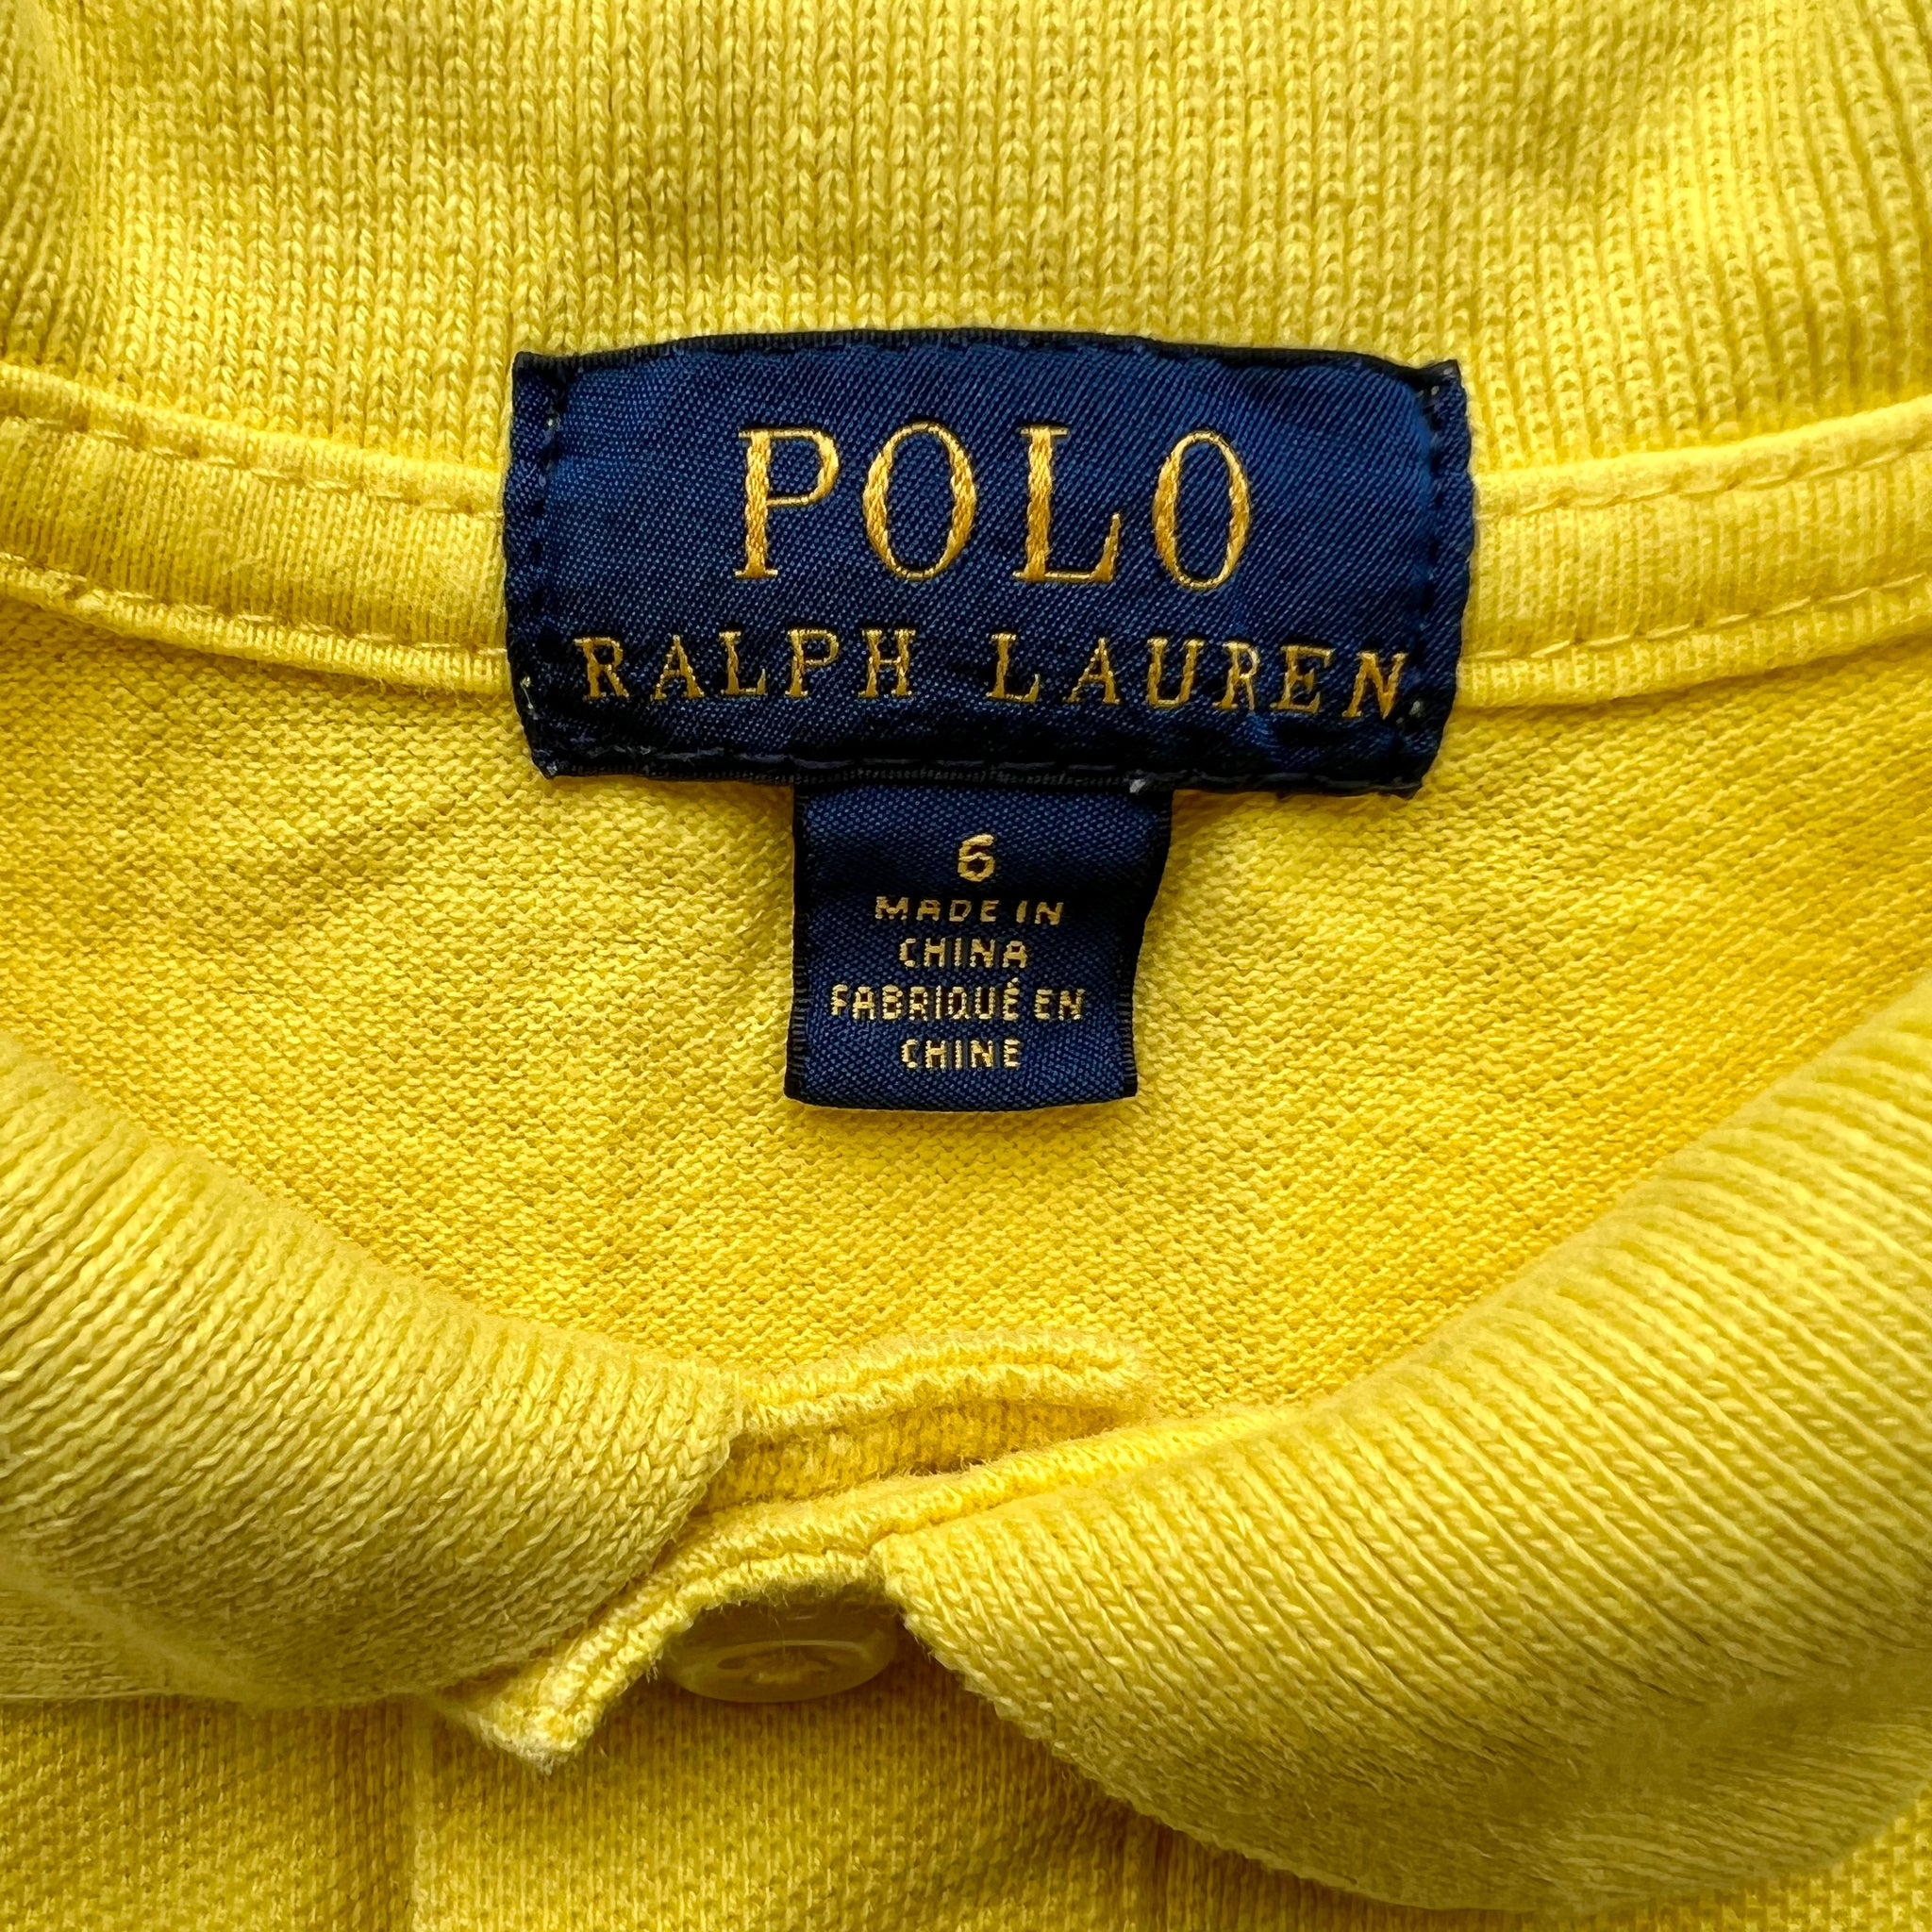 POLO
RALPH LAUREN
6
MADE IN
CHINA
FABRIQUÉ EN
CHINE